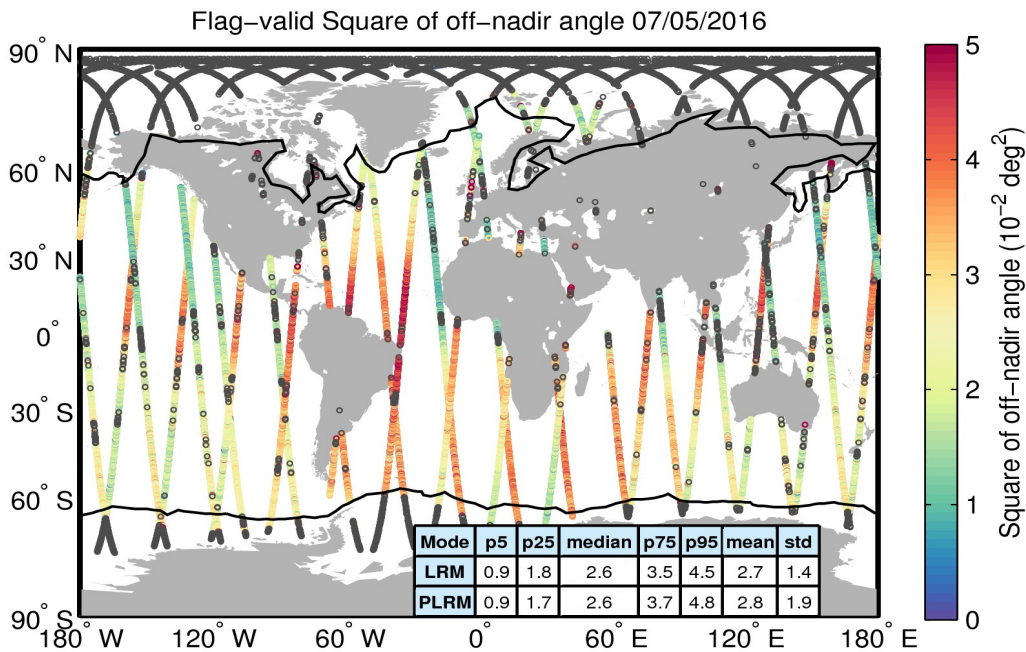 Flag−valid Square of off−nadir angle 07/05/2016
90° N
60° N
30° N
0°
30° S
60° S
90° S
180° W
120° W
60° W
0°
60° E
120° E
180° E
Mode p5 p25 median p75 p95 mean std
LRM 0.9 1.8 2.6 3.5 4.5 2.7 1.4
PLRM 0.9 1.7 2.6 3.7 4.8 2.8 1.9
5
4
3
2
1
0
Square of off−nadir angle (10⁻² deg²)